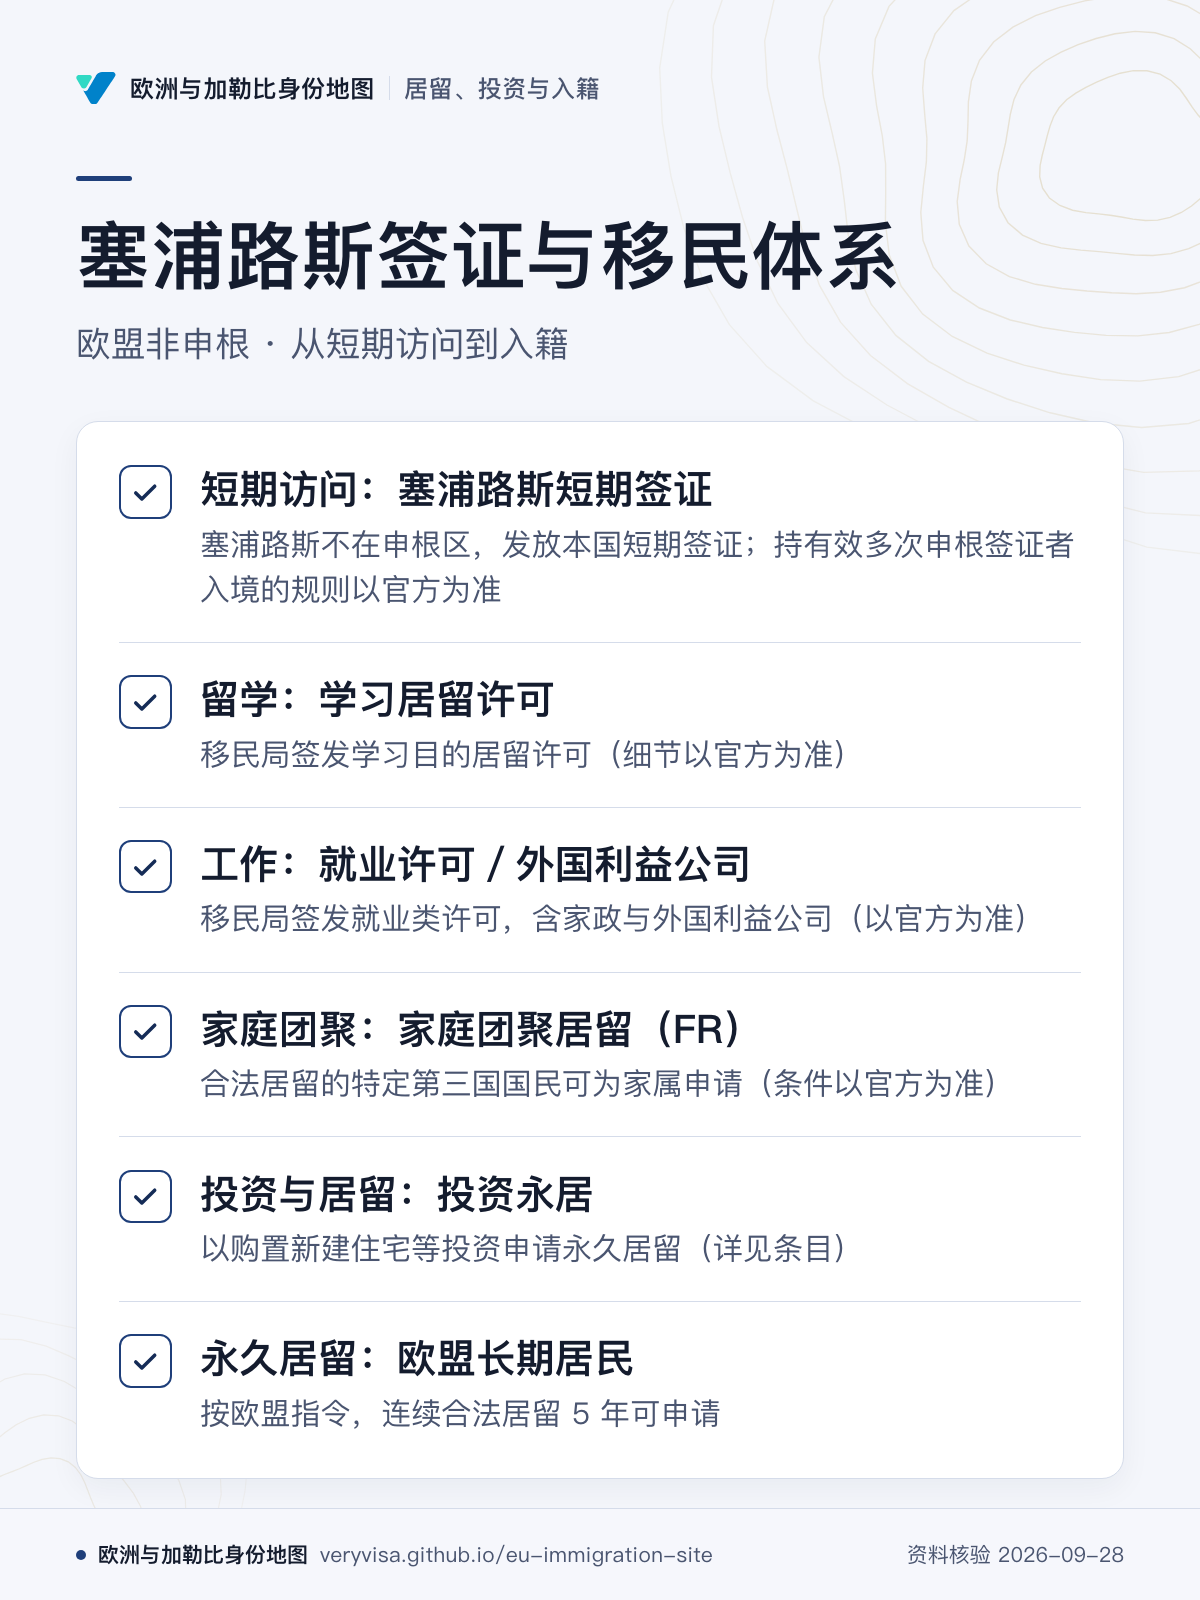 欧洲与加勒比身份地图 居留、投资与入籍
塞浦路斯签证与移民体系
欧盟非申根 · 从短期访问到入籍
短期访问：塞浦路斯短期签证
塞浦路斯不在申根区，发放本国短期签证；持有效多次申根签证者
入境的规则以官方为准
留学：学习居留许可
移民局签发学习目的居留许可（细节以官方为准）
工作：就业许可 / 外国利益公司
移民局签发就业类许可，含家政与外国利益公司（以官方为准）
家庭团聚：家庭团聚居留（FR）
合法居留的特定第三国国民可为家属申请（条件以官方为准）
投资与居留：投资永居
以购置新建住宅等投资申请永久居留（详见条目）
永久居留：欧盟长期居民
按欧盟指令，连续合法居留 5 年可申请
欧洲与加勒比身份地图 veryvisa.github.io/eu-immigration-site 资料核验 2026-09-28